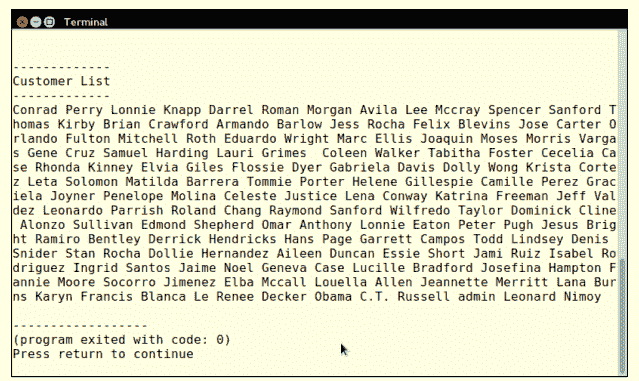 Terminal
-------------
Customer List
-------------
Conrad Perry Lonnie Knapp Darrel Roman Morgan Avila Lee Mccray Spencer Sanford T
homas Kirby Brian Crawford Armando Barlow Jess Rocha Felix Blevins Jose Carter O
rlando Fulton Mitchell Roth Eduardo Wright Marc Ellis Joaquin Moses Morris Varga
s Gene Cruz Samuel Harding Lauri Grimes  Coleen Walker Tabitha Foster Cecelia Ca
se Rhonda Kinney Elvia Giles Flossie Dyer Gabriela Davis Dolly Wong Krista Corte
z Leta Solomon Matilda Barrera Tommie Porter Helene Gillespie Camille Perez Grac
iela Joyner Penelope Molina Celeste Justice Lena Conway Katrina Freeman Jeff Val
dez Leonardo Parrish Roland Chang Raymond Sanford Wilfredo Taylor Dominick Cline
 Alonzo Sullivan Edmond Shepherd Omar Anthony Lonnie Eaton Peter Pugh Jesus Brig
ht Ramiro Bentley Derrick Hendricks Hans Page Garrett Campos Todd Lindsey Denis
Snider Stan Rocha Dollie Hernandez Aileen Duncan Essie Short Jami Ruiz Isabel Ro
driguez Ingrid Santos Jaime Noel Geneva Case Lucille Bradford Josefina Hampton F
annie Moore Socorro Jimenez Elba Mccall Louella Allen Jeannette Merritt Lana Bur
ns Karyn Francis Blanca Le Renee Decker Obama C.T. Russell admin Leonard Nimoy
------------------
(program exited with code: 0)
Press return to continue